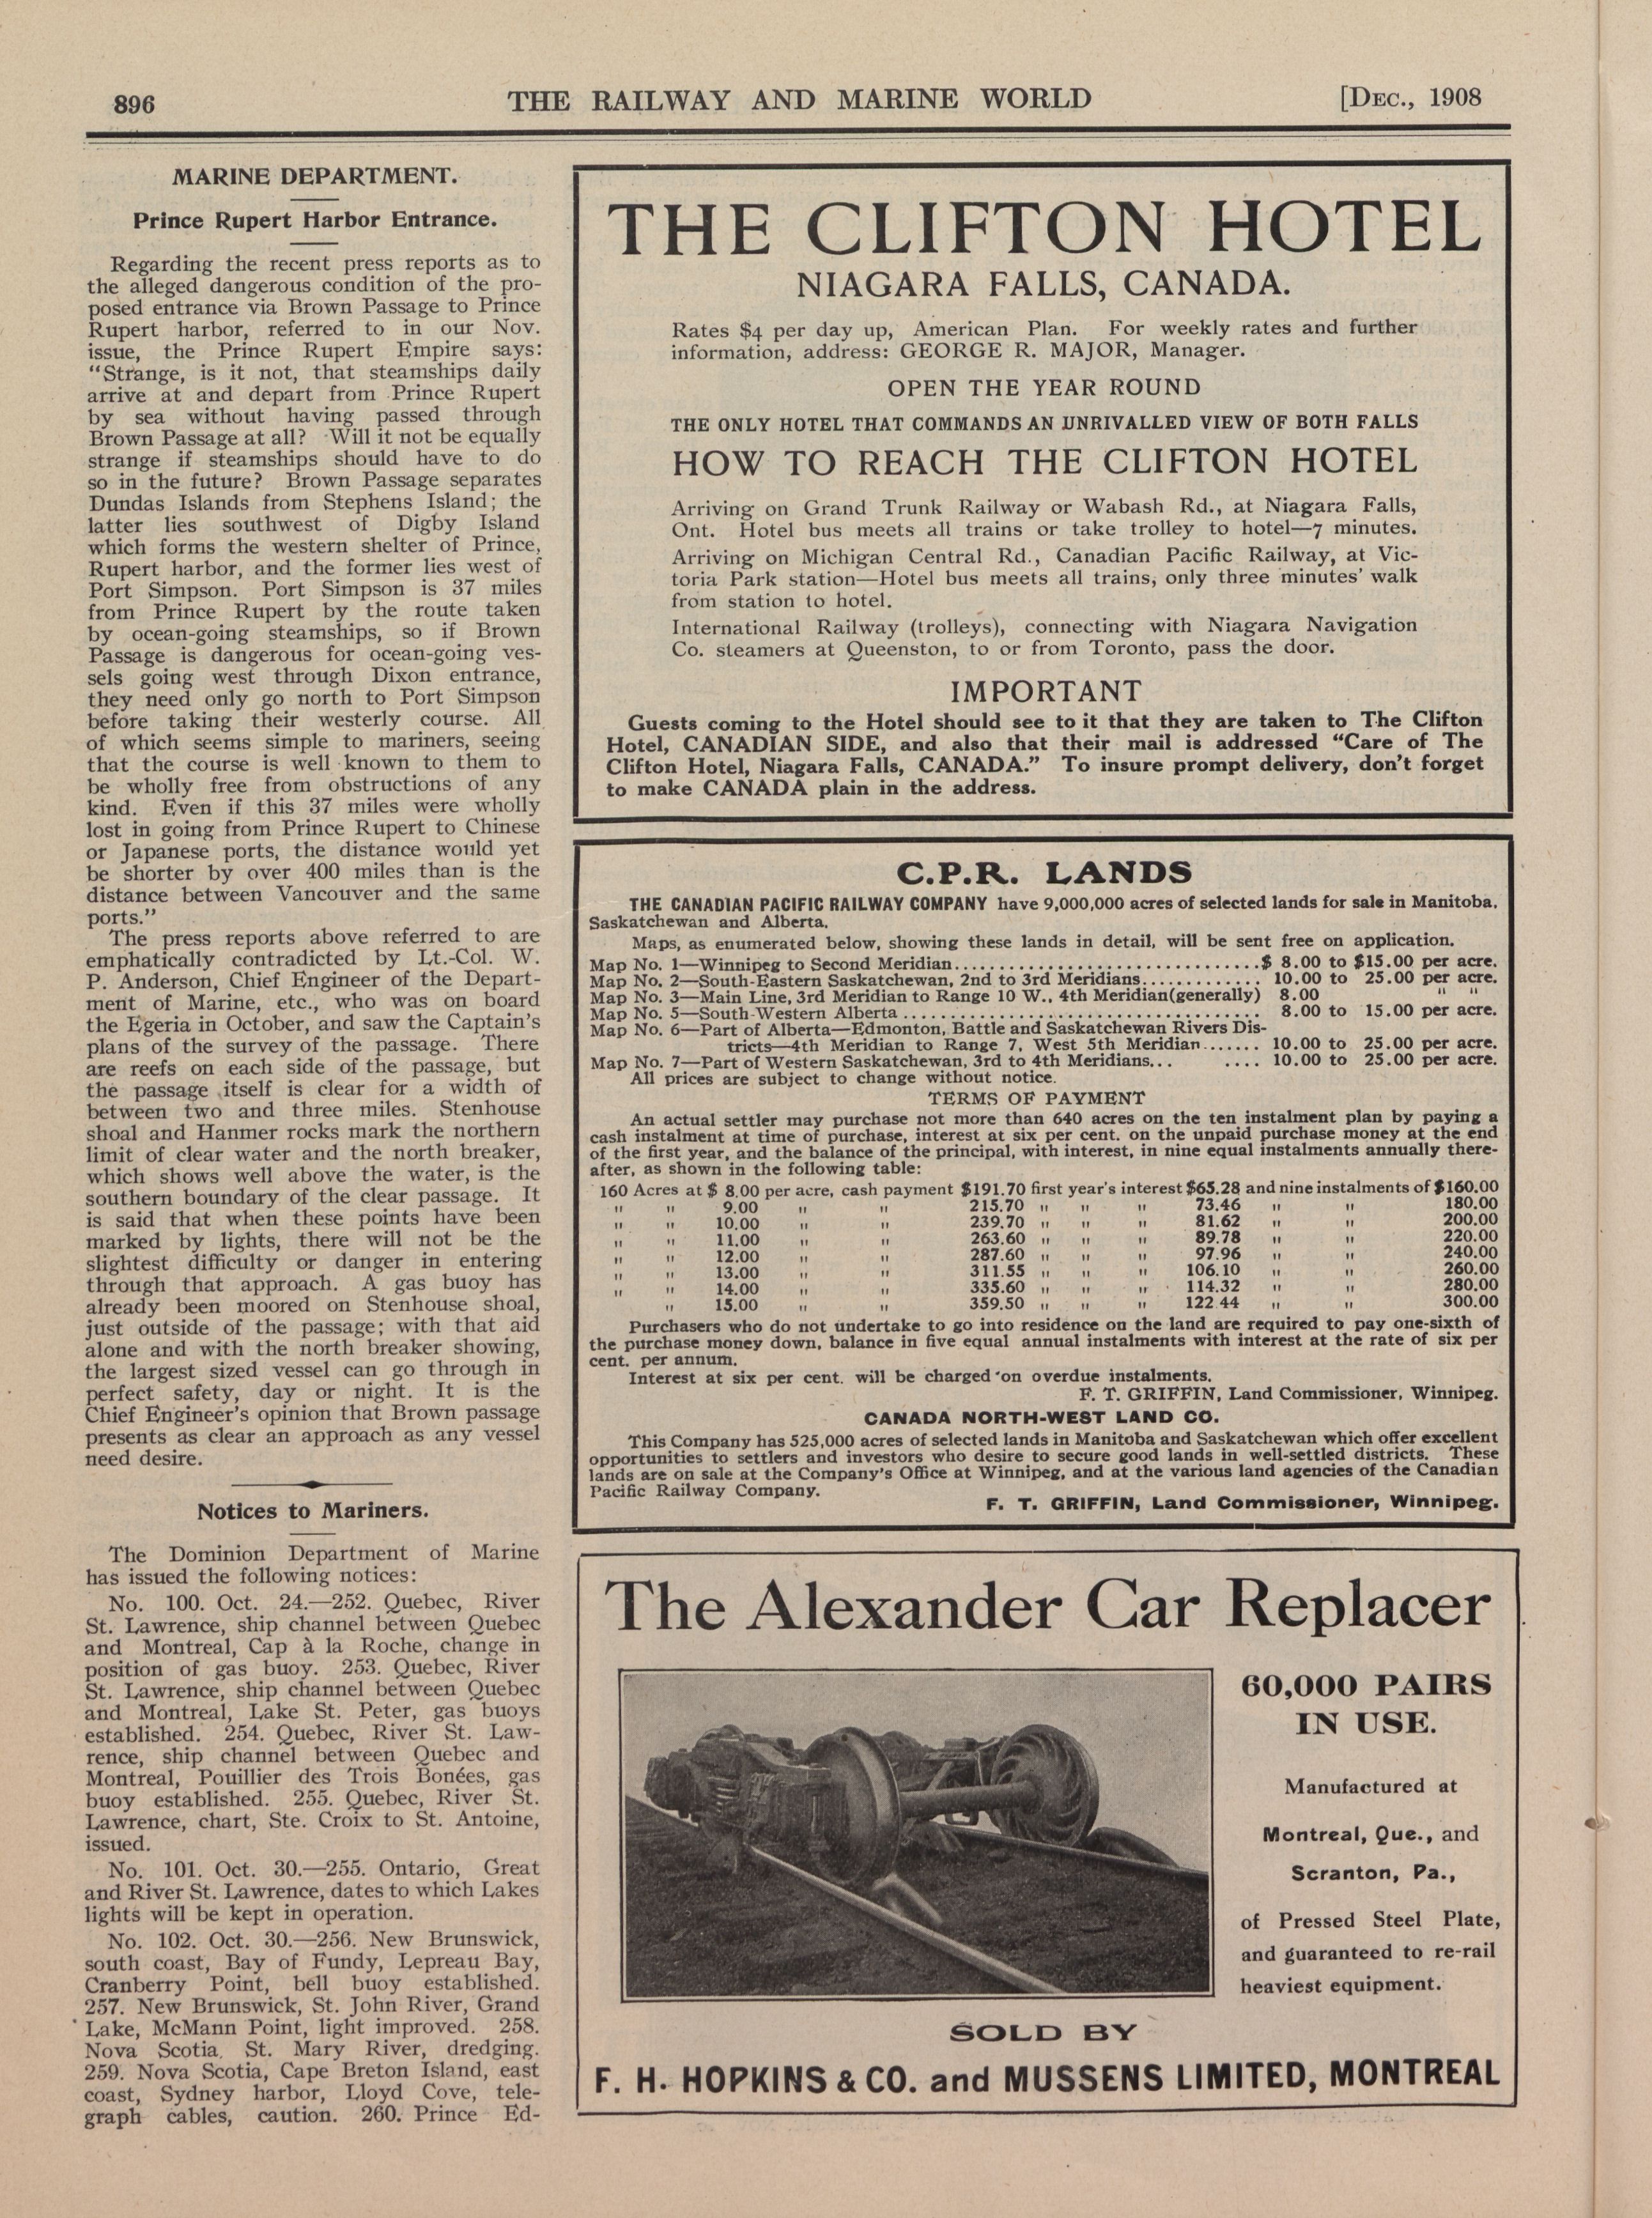 896
THE RAILWAY AND MARINE WORLD
[DEC., 1908
MARINE DEPARTMENT.
Prince Rupert Harbor Entrance.
Regarding the recent press reports as to
the alleged dangerous condition of the pro-
posed entrance via Brown Passage to Prince
Rupert harbor, referred to in our Nov.
issue, the Prince Rupert Empire says:
"Strange, is it not, that steamships daily
arrive at and depart from Prince Rupert
by sea without having passed through
Brown Passage at all? Will it not be equally
strange if steamships should have to do
so in the future? Brown Passage separates
Dundas Islands from Stephens Island; the
latter lies southwest of Digby Island
which forms the western shelter of Prince,
Rupert harbor, and the former lies west of
Port Simpson. Port Simpson is 37 miles
from Prince Rupert by the route taken
by ocean-going steamships, so if Brown
Passage is dangerous for ocean-going ves-
sels going west through Dixon entrance,
they need only go north to Port Simpson
before taking their westerly course. All
of which seems simple to mariners, seeing
that the course is well known to them to
be wholly free from obstructions of any
kind. Even if this 37 miles were wholly
lost in going from Prince Rupert to Chinese
or Japanese ports, the distance would yet
be shorter by over 400 miles than is the
distance between Vancouver and the same
ports."
The press reports above referred to are
emphatically contradicted by Lt.-Col. W.
P. Anderson, Chief Engineer of the Depart-
ment of Marine, etc., who was on board
the Egeria in October, and saw the Captain's
plans of the survey of the passage. There
are reefs on each side of the passage, but
the passage itself is clear for a width of
between two and three miles. Stenhouse
shoal and Hanmer rocks mark the northern
limit of clear water and the north breaker,
which shows well above the water, is the
southern boundary of the clear passage. It
is said that when these points have been
marked by lights, there will not be the
slightest difficulty or danger in entering
through that approach. A gas buoy has
already been moored on Stenhouse shoal,
just outside of the passage; with that aid
alone and with the north breaker showing,
the largest sized vessel can go through in
perfect safety, day or night. It is the
Chief Engineer's opinion that Brown passage
presents as clear an approach as any vessel
need desire.
Notices to Mariners.
The Dominion Department of Marine
has issued the following notices:
No. 100. Oct. 24.—252. Quebec, River
St. Lawrence, ship channel between Quebec
and Montreal, Cap à la Roche, change in
position of gas buoy. 253. Quebec, River
St. Lawrence, ship channel between Quebec
and Montreal, Lake St. Peter, gas buoys
established. 254. Quebec, River St. Law-
rence, ship channel between Quebec and
Montreal, Pouillier des Trois Bonées, gas
buoy established. 255. Quebec, River St.
Lawrence, chart, Ste. Croix to St. Antoine,
issued.
No. 101. Oct. 30.—255. Ontario, Great
and River St. Lawrence, dates to which Lakes
lights will be kept in operation.
No. 102. Oct. 30.—256. New Brunswick,
south coast, Bay of Fundy, Lepreau Bay,
Cranberry Point, bell buoy established.
257. New Brunswick, St. John River, Grand
Lake, McMann Point, light improved. 258.
Nova Scotia. St. Mary River, dredging.
259. Nova Scotia, Cape Breton Island, east
coast, Sydney harbor, Lloyd Cove, tele-
graph cables, caution. 260. Prince Ed-
THE CLIFTON HOTEL
NIAGARA FALLS, CANADA.
Rates $4 per day up, American Plan. For weekly rates and further
information, address: GEORGE R. MAJOR, Manager.
OPEN THE YEAR ROUND
THE ONLY HOTEL THAT COMMANDS AN UNRIVALLED VIEW OF BOTH FALLS
HOW TO REACH THE CLIFTON HOTEL
Arriving on Grand Trunk Railway or Wabash Rd., at Niagara Falls,
Ont. Hotel bus meets all trains or take trolley to hotel—7 minutes.
Arriving on Michigan Central Rd., Canadian Pacific Railway, at Vic-
toria Park station—Hotel bus meets all trains, only three minutes' walk
from station to hotel.
International Railway (trolleys), connecting with Niagara Navigation
Co. steamers at Queenston, to or from Toronto, pass the door.
IMPORTANT
Guests coming to the Hotel should see to it that they are taken to The Clifton
Hotel, CANADIAN SIDE, and also that their mail is addressed "Care of The
Clifton Hotel, Niagara Falls, CANADA." To insure prompt delivery, don't forget
to make CANADA plain in the address.
C.P.R. LANDS
THE CANADIAN PACIFIC RAILWAY COMPANY have 9,000,000 acres of selected lands for sale in Manitoba,
Saskatchewan and Alberta.
Maps, as enumerated below, showing these lands in detail, will be sent free on application.
Map No. 1—Winnipeg to Second Meridian.................................$ 8.00 to $15.00 per acre.
Map No. 2—South-Eastern Saskatchewan, 2nd to 3rd Meridians............. 10.00 to 25.00 per acre.
Map No. 3—Main Line, 3rd Meridian to Range 10 W., 4th Meridian(generally) 8.00 " "
Map No. 5—South-Western Alberta ...................................... 8.00 to 15.00 per acre.
Map No. 6—Part of Alberta—Edmonton, Battle and Saskatchewan Rivers Dis-
tricts—4th Meridian to Range 7, West 5th Meridian....... 10.00 to 25.00 per acre.
Map No. 7—Part of Western Saskatchewan, 3rd to 4th Meridians... .... 10.00 to 25.00 per acre.
All prices are subject to change without notice.
TERMS OF PAYMENT
An actual settler may purchase not more than 640 acres on the ten instalment plan by paying a
cash instalment at time of purchase, interest at six per cent. on the unpaid purchase money at the end
of the first year, and the balance of the principal, with interest, in nine equal instalments annually there-
after, as shown in the following table:
160 Acres at $ 8.00 per acre, cash payment $191.70 first year's interest $65.28 and nine instalments of $160.00
" " 9.00 " " 215.70 " " " 73.46 " " 180.00
" " 10.00 " " 239.70 " " " 81.62 " " 200.00
" " 11.00 " " 263.60 " " " 89.78 " " 220.00
" " 12.00 " " 287.60 " " " 97.96 " " 240.00
" " 13.00 " " 311.55 " " " 106.10 " " 260.00
" " 14.00 " " 335.60 " " " 114.32 " " 280.00
" 15.00 " " 359.50 " " " 122.44 " " 300.00
Purchasers who do not undertake to go into residence on the land are required to pay one-sixth of
the purchase money down, balance in five equal annual instalments with interest at the rate of six per
cent. per annum.
Interest at six per cent. will be charged on overdue instalments.
F. T. GRIFFIN, Land Commissioner, Winnipeg.
CANADA NORTH-WEST LAND CO.
This Company has 525,000 acres of selected lands in Manitoba and Saskatchewan which offer excellent
opportunities to settlers and investors who desire to secure good lands in well-settled districts. These
lands are on sale at the Company's Office at Winnipeg, and at the various land agencies of the Canadian
Pacific Railway Company.
F. T. GRIFFIN, Land Commissioner, Winnipeg.
The Alexander Car Replacer
60,000 PAIRS
IN USE.
Manufactured at
Montreal, Que., and
Scranton, Pa.,
of Pressed Steel Plate,
and guaranteed to re-rail
heaviest equipment.
SOLD BY
F. H. HOPKINS & CO. and MUSSENS LIMITED, MONTREAL